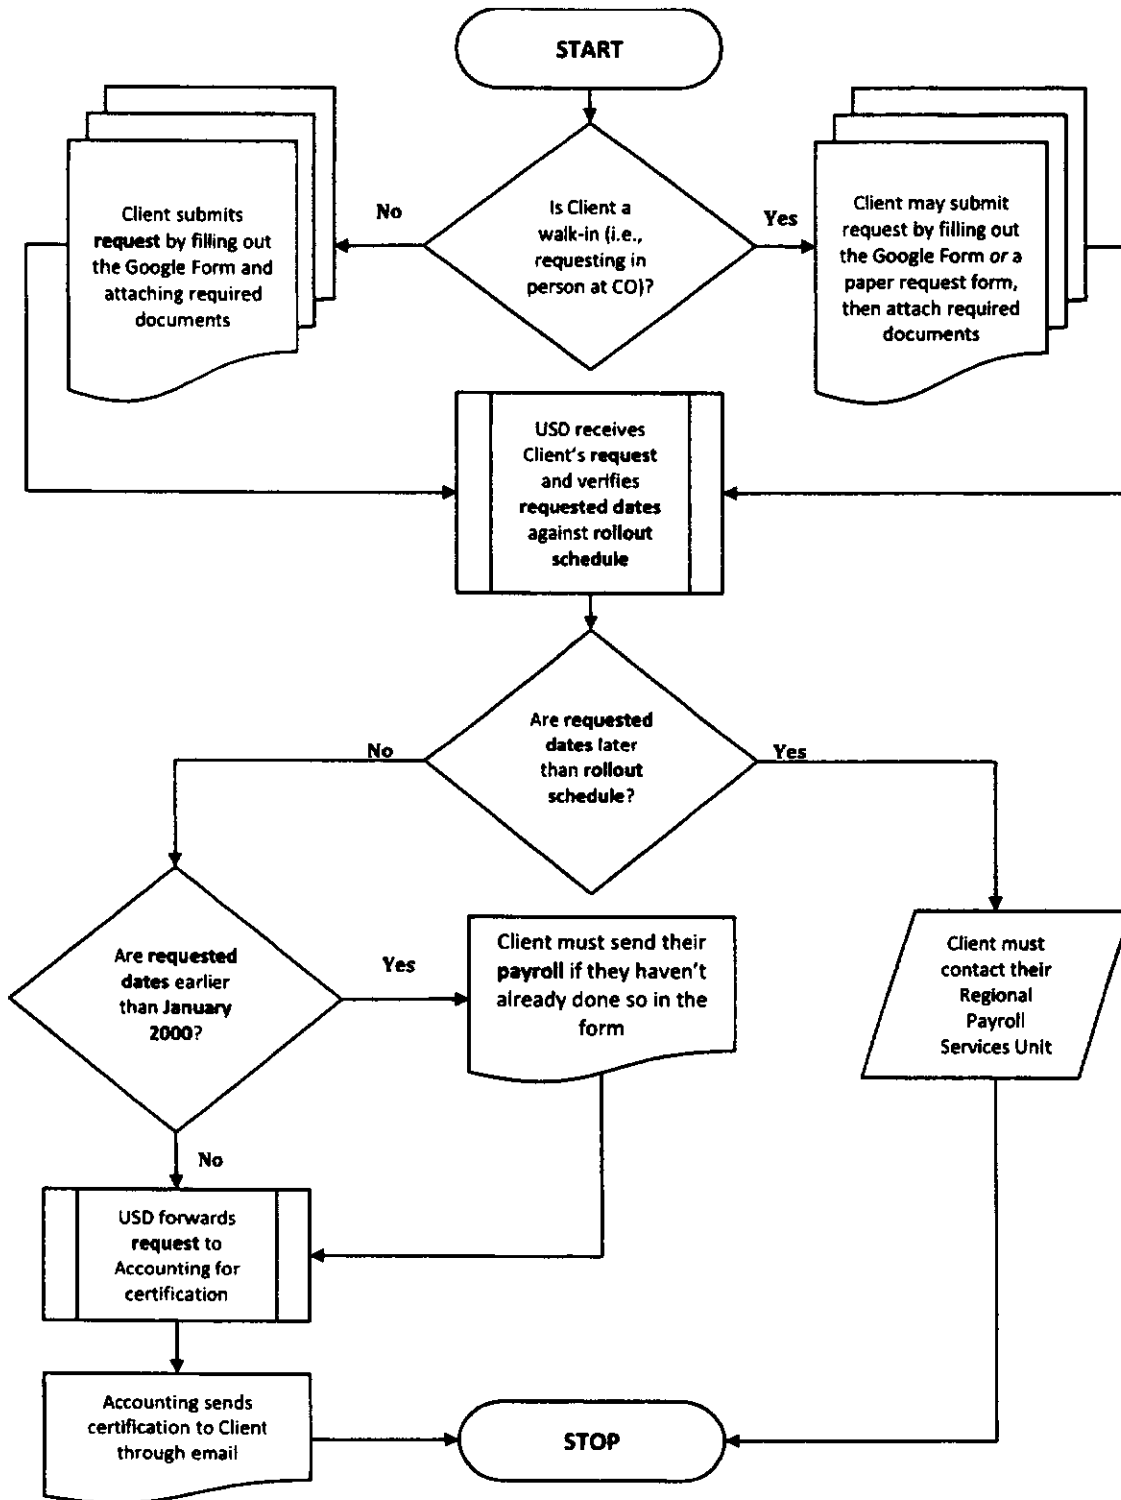 START
No
Yes
Client submits
request by filling out
the Google Form and
attaching required
documents
Is Client a
walk-in (i.e.,
requesting in
person at CO)?
Client may submit
request by filling out
the Google Form or a
paper request form,
then attach required
documents
USD receives
Client's request
and verifies
requested dates
against rollout
schedule
Are requested
dates later
than rollout
schedule?
No
Yes
Are requested
dates earlier
than January
2000?
Yes
Client must send their
payroll if they haven't
already done so in the
form
Client must
contact their
Regional
Payroll
Services Unit
No
USD forwards
request to
Accounting for
certification
Accounting sends
certification to Client
through email
STOP